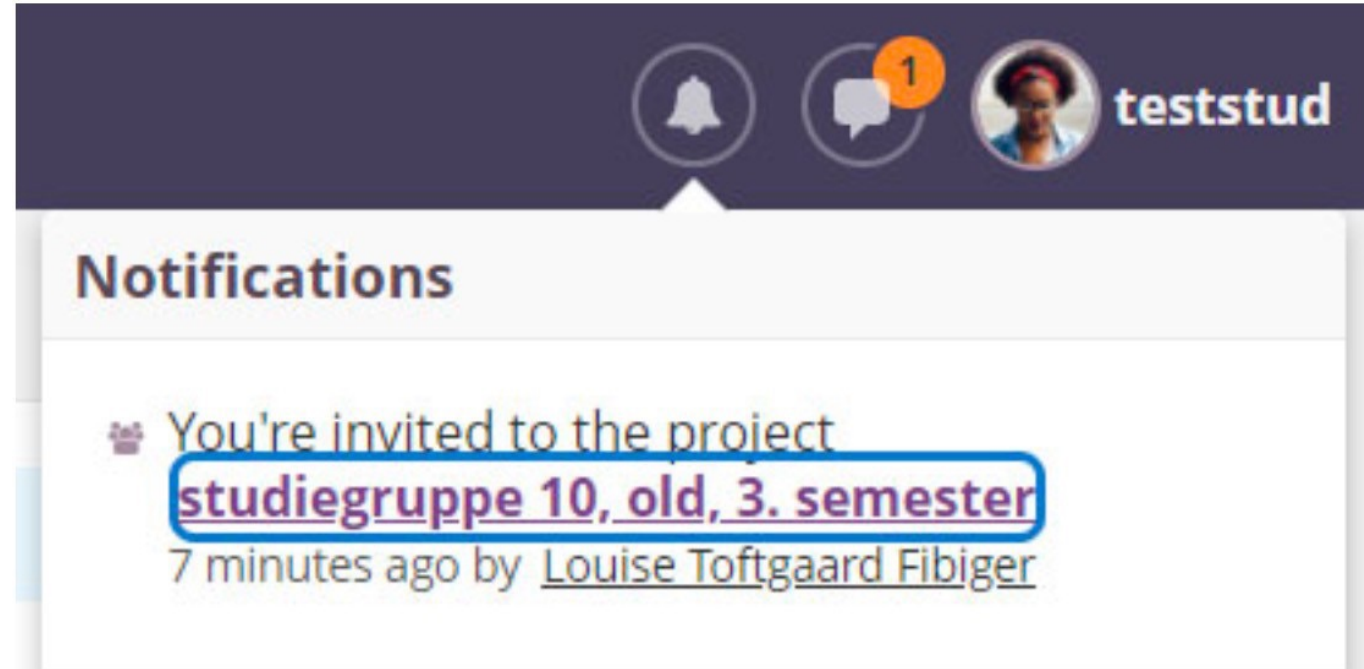 1
teststud
Notifications
You're invited to the project
studiegruppe 10, old, 3. semester
7 minutes ago by Louise Toftgaard Fibiger